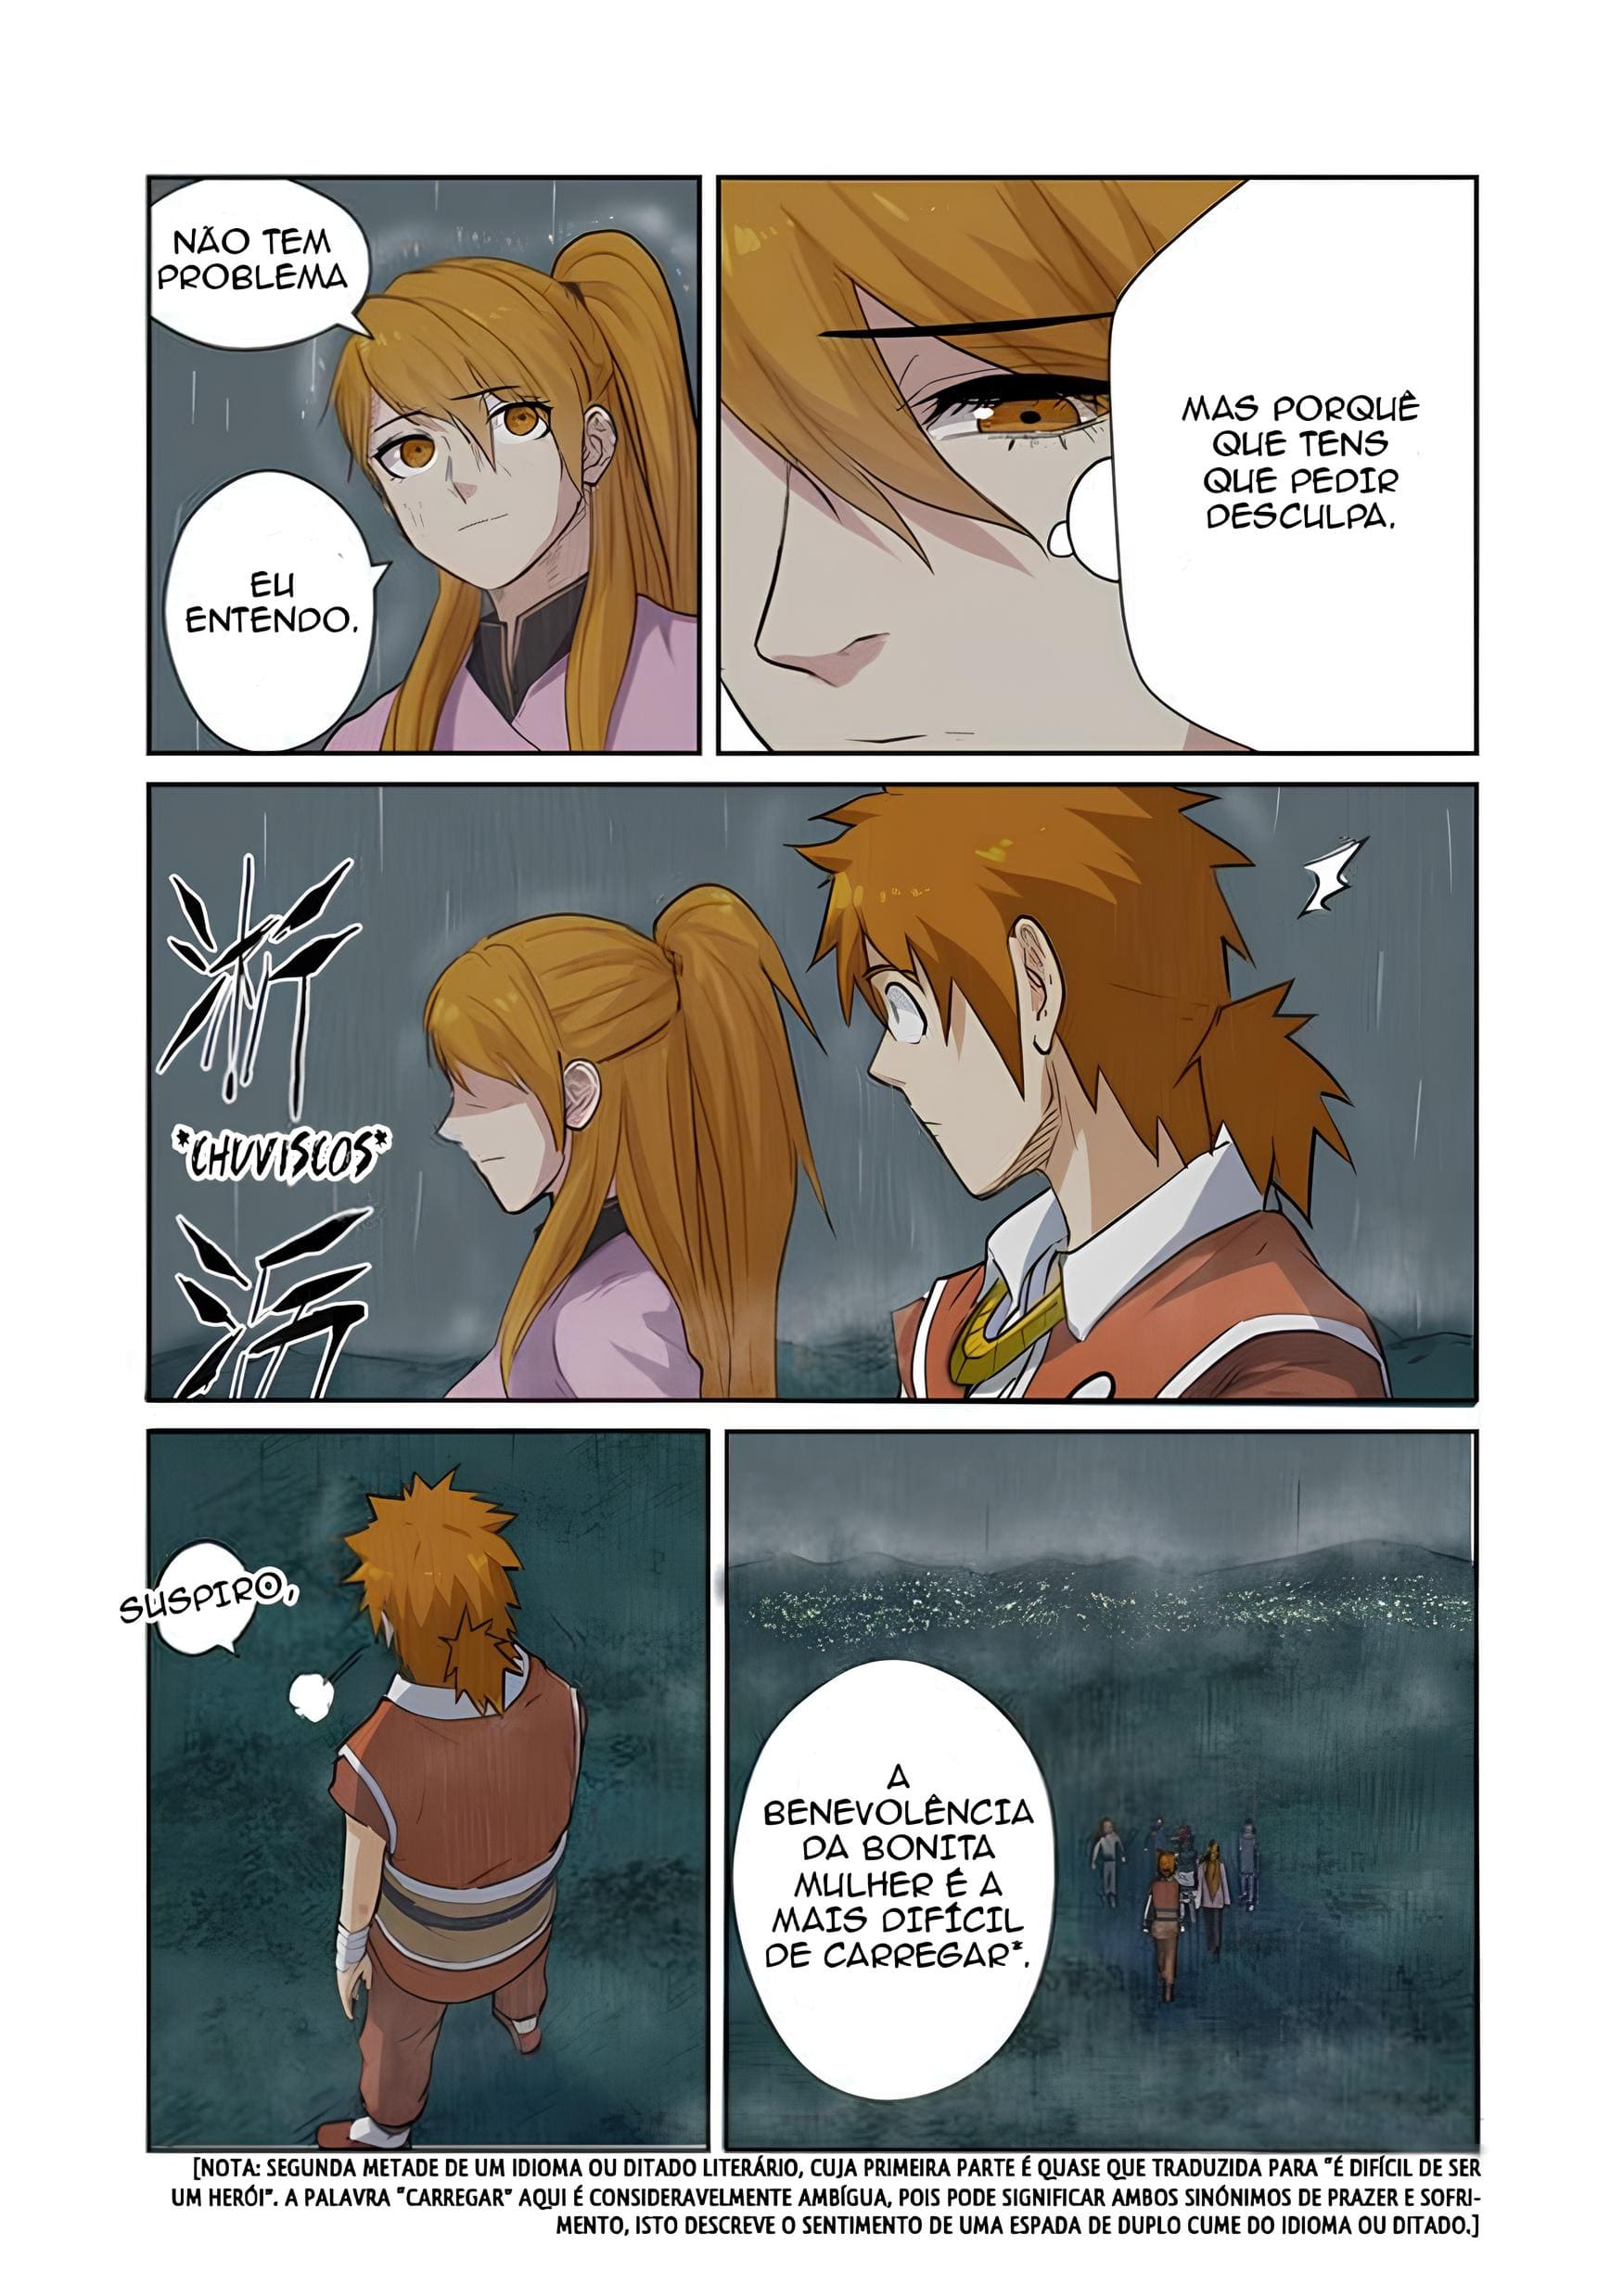 NÃO TEM
PROBLEMA
EU
ENTENDO.
MAS PORQUÊ
QUE TENS
QUE PEDIR
DESCULPA.
淅
*CHUVISCOS*
沥
SUSPIRO,
A
BENEVOLÊNCIA
DA BONITA
MULHER É A
MAIS DIFÍCIL
DE CARREGAR*.
[NOTA: SEGUNDA METADE DE UM IDIOMA OU DITADO LITERÁRIO, CUJA PRIMEIRA PARTE É QUASE QUE TRADUZIDA PARA "É DIFÍCIL DE SER
UM HERÓI". A PALAVRA "CARREGAR" AQUI É CONSIDERAVELMENTE AMBÍGUA, POIS PODE SIGNIFICAR AMBOS SINÓNIMOS DE PRAZER E SOFRI-
MENTO, ISTO DESCREVE O SENTIMENTO DE UMA ESPADA DE DUPLO CUME DO IDIOMA OU DITADO.]